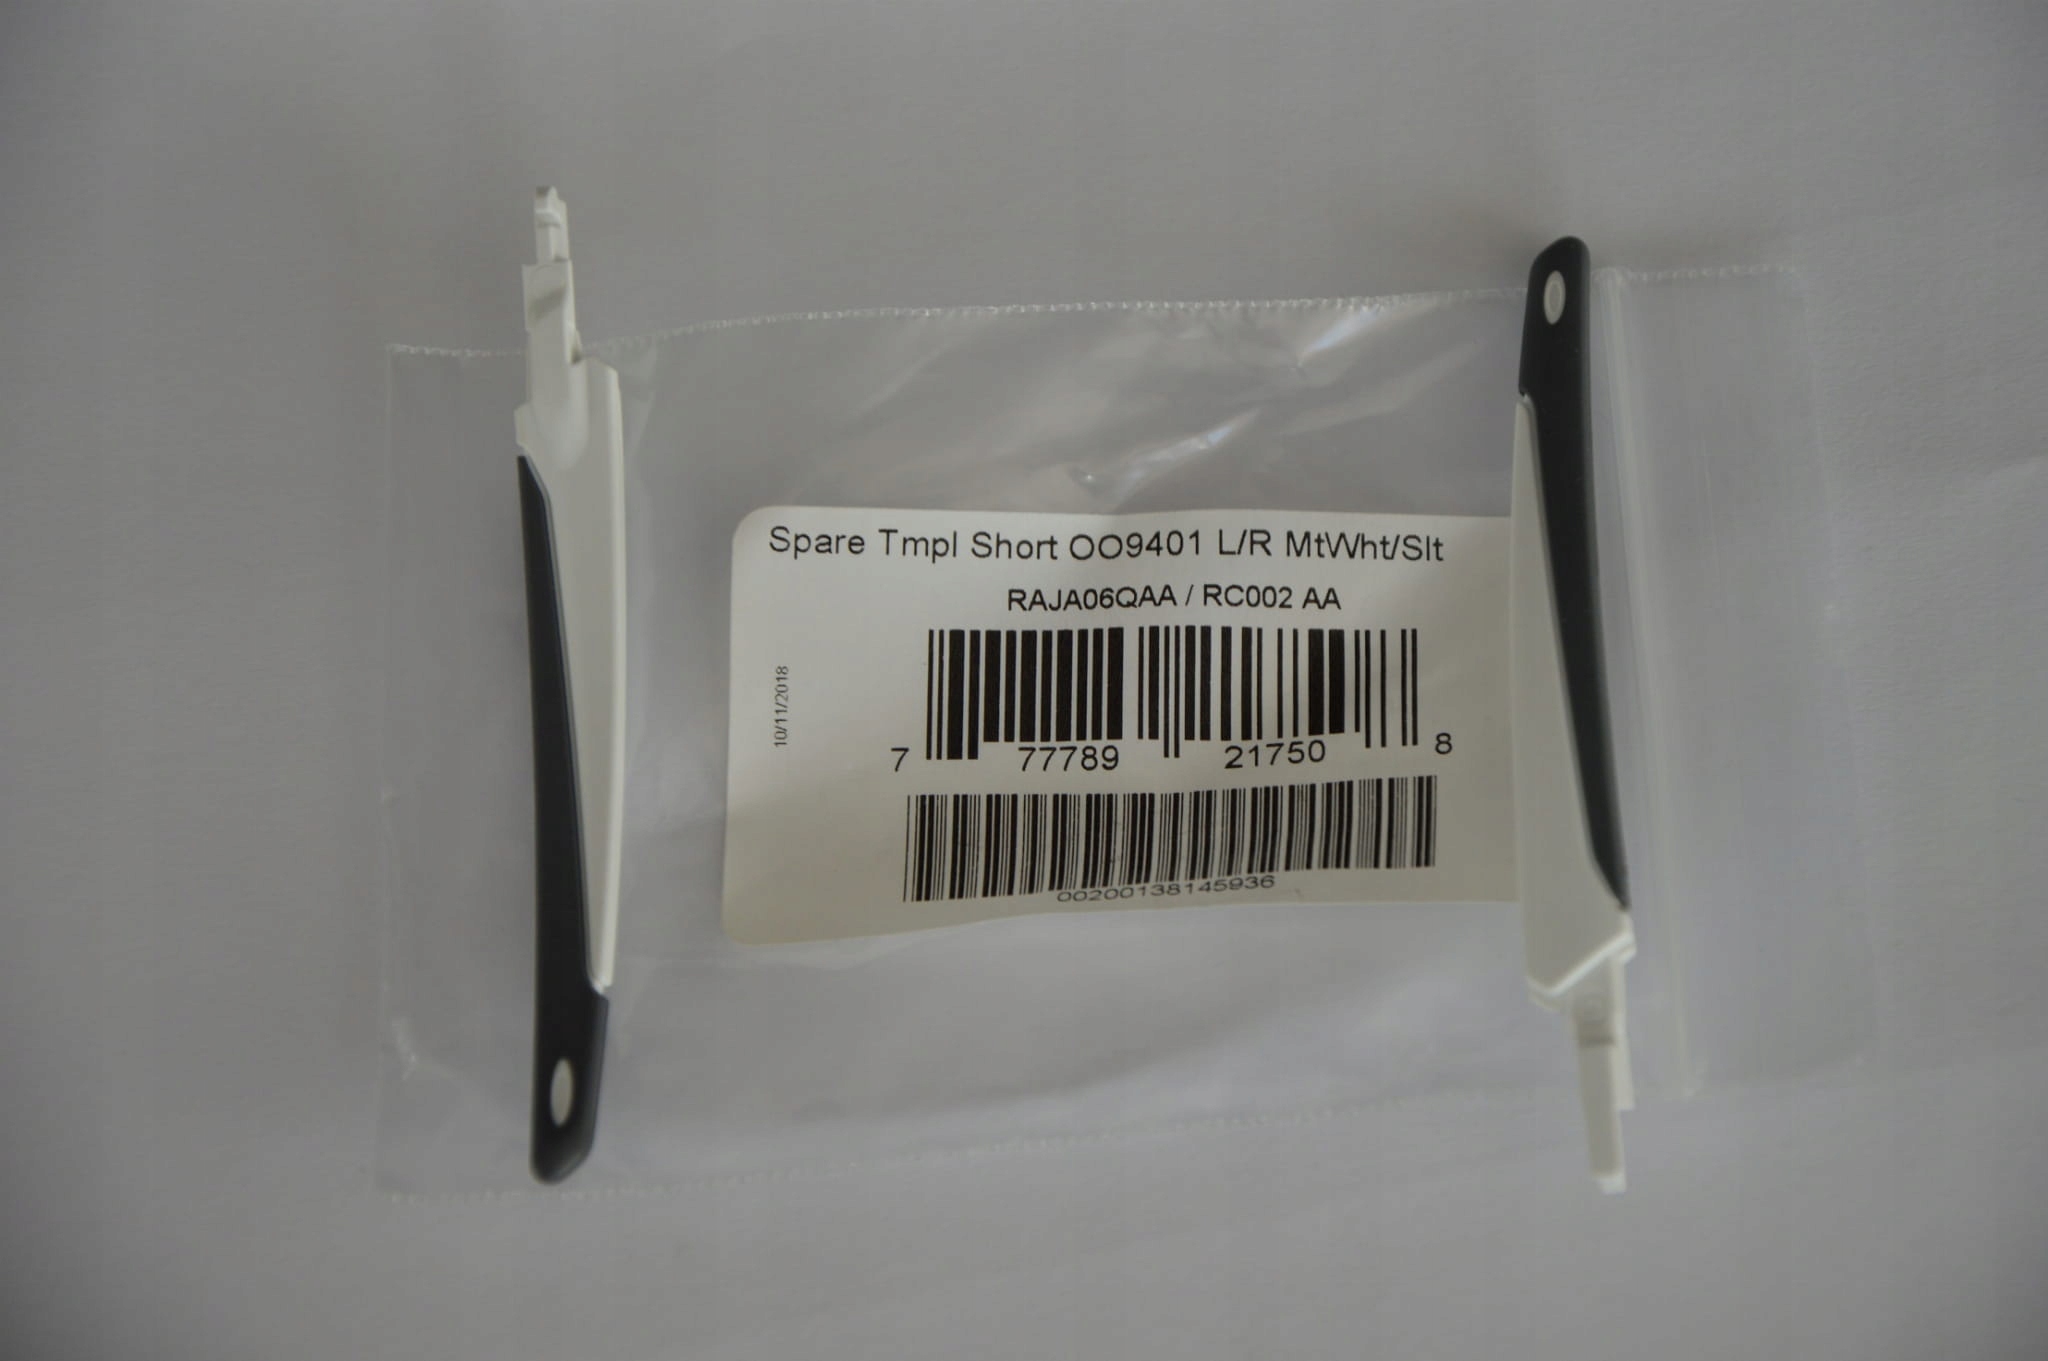 Spare Tmpl Short OO9401 L/R MtWht/Slt
RAJA06QAA / RC002 AA
10/11/2018
7 77789 21750 8
00200138145936